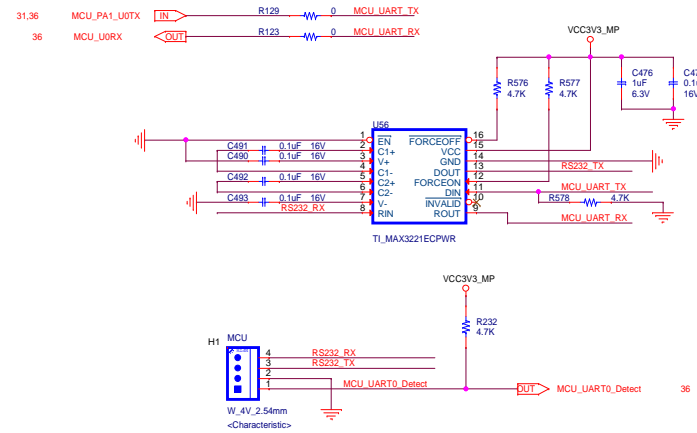 31,36 MCU_PA1_U0TX IN R129 0 MCU_UART_TX
36 MCU_U0RX OUT R123 0 MCU_UART_RX
VCC3V3_MP
R576
4.7K
R577
4.7K
C476
1uF
6.3V
U56
1 EN FORCEOFF 16
C491 0.1uF 16V 2 C1+ VCC 15
C490 0.1uF 16V 3 V+ GND 14
4 C1- DOUT 13 RS232_TX
C492 0.1uF 16V 5 C2+ FORCEON 12
6 C2- DIN 11 MCU_UART_TX
C493 0.1uF 16V 7 V- INVALID 10 R578 4.7K
RS232_RX 8 RIN ROUT 9 MCU_UART_RX
TI_MAX3221ECPWR
VCC3V3_MP
R232
4.7K
H1 MCU
4 RS232_RX
3 RS232_TX
2
1 MCU_UART0_Detect OUT MCU_UART0_Detect 36
W_4V_2.54mm
<Characteristic>